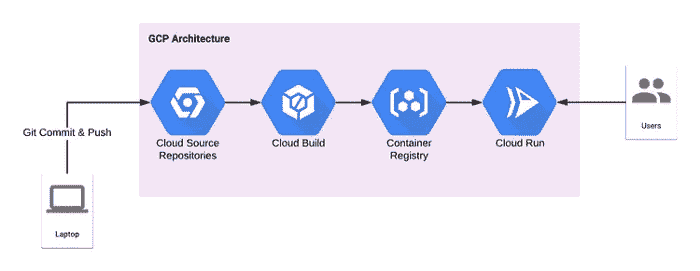 GCP Architecture
Git Commit & Push
Cloud Source
Repositories
Cloud Build
Container
Registry
Cloud Run
Users
Laptop